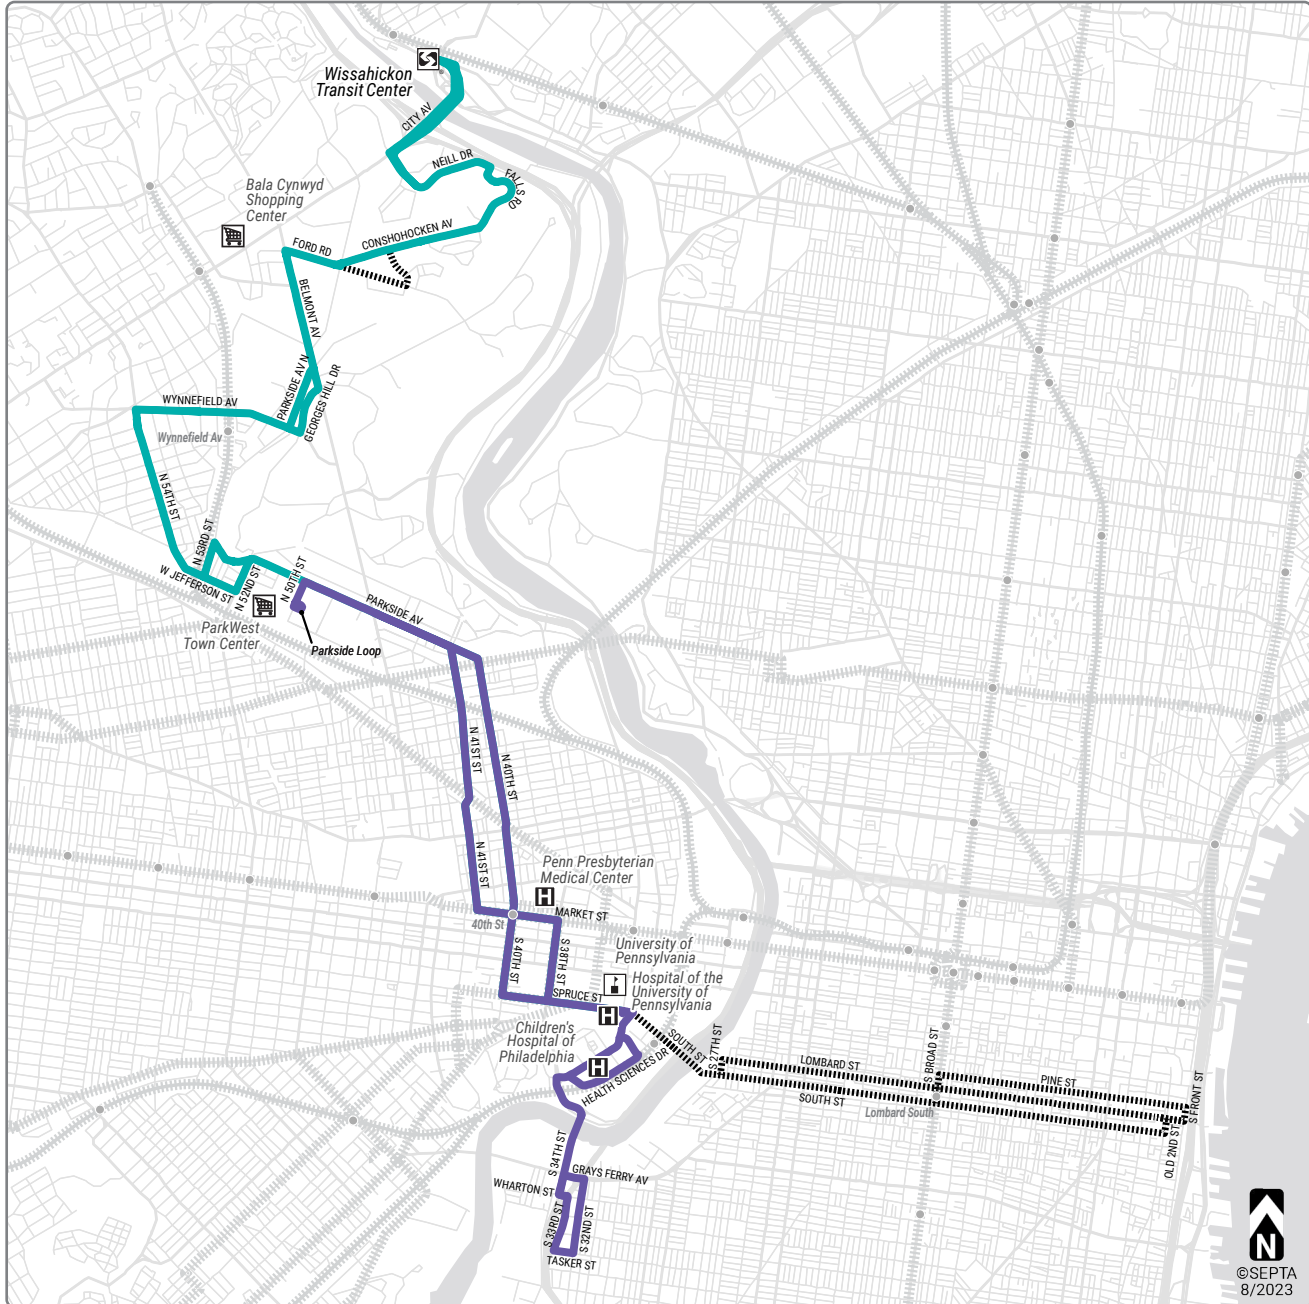 Wissahickon
Transit Center
CITY AV
NEILL DR
FALLS RD
Bala Cynwyd
Shopping
Center
FORD RD
CONSHOHOCKEN AV
BELMONT AV
PARKSIDE AV N
GEORGES HILL DR
WYNNEFIELD AV
Wynnefield Av
N 54TH ST
N 53RD ST
W JEFFERSON ST
N 52ND ST
N 50TH ST
ParkWest
Town Center
PARKSIDE AV
Parkside Loop
N 41ST ST
N 40TH ST
N 41ST ST
Penn Presbyterian
Medical Center
H
MARKET ST
40th St
S 40TH ST
S 38TH ST
University of
Pennsylvania
SPRUCE ST
Hospital of the
University of
Pennsylvania
H
Children's
Hospital of
Philadelphia
H
HEALTH SCIENCES DR
SOUTH ST
S 27TH ST
LOMBARD ST
SOUTH ST
S BROAD ST
Lombard South
PINE ST
S FRONT ST
OLD 2ND ST
S 34TH ST
GRAYS FERRY AV
WHARTON ST
S 33RD ST
S 32ND ST
TASKER ST
N
©SEPTA
8/2023